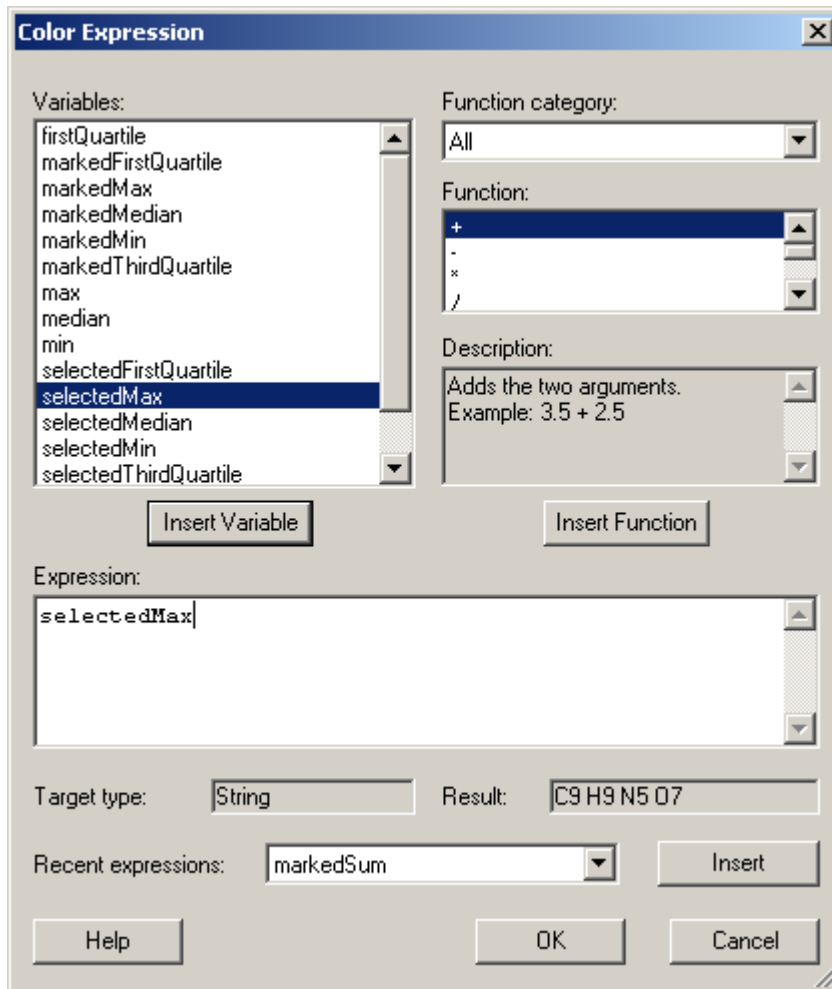 Color Expression
Variables:
firstQuartile
markedFirstQuartile
markedMax
markedMedian
markedMin
markedThirdQuartile
max
median
min
selectedFirstQuartile
selectedMax
selectedMedian
selectedMin
selectedThirdQuartile
Insert Variable
Function category:
All
Function:
+
-
*
/
Description:
Adds the two arguments.
Example: 3.5 + 2.5
Insert Function
Expression:
selectedMax
Target type: String Result: C9 H9 N5 O7
Recent expressions: markedSum Insert
Help OK Cancel